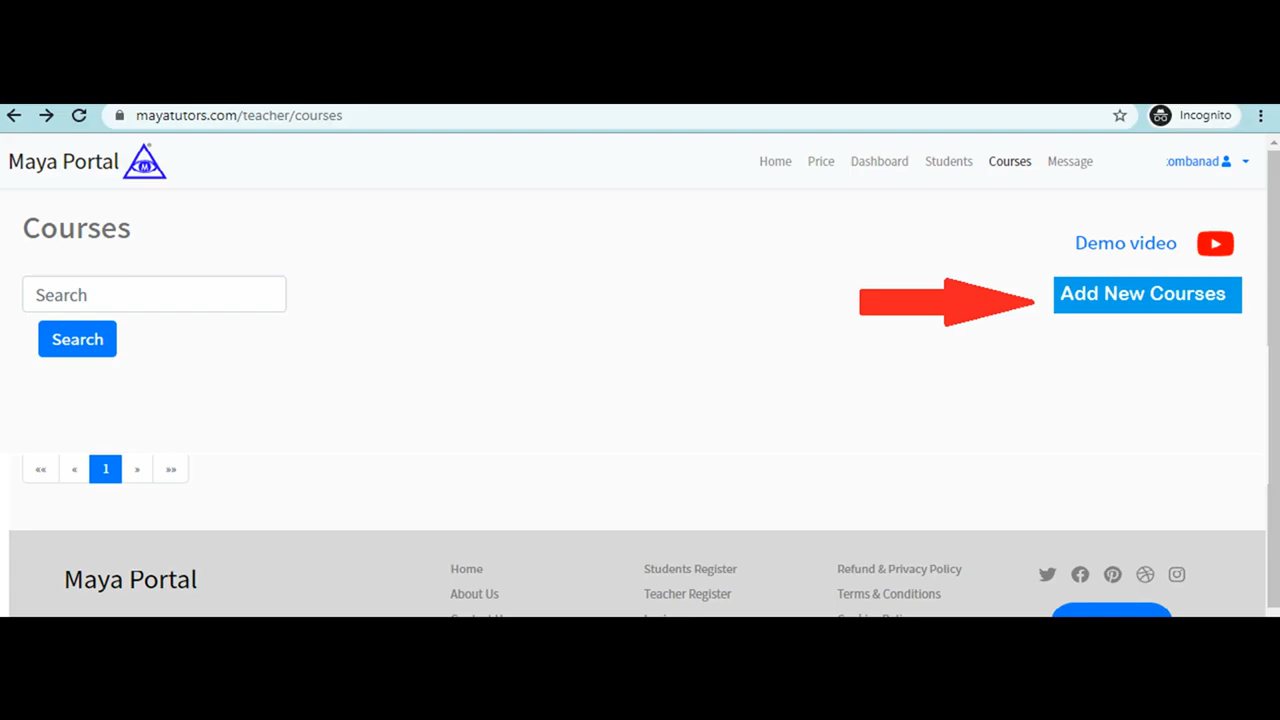 mayatutors.com/teacher/courses
Incognito
Maya Portal M
Home Price Dashboard Students Courses Message
:ombanad
Courses
Demo video
Search
Add New Courses
Search
«« « 1 » »»
Maya Portal
Home Students Register Refund & Privacy Policy
About Us Teacher Register Terms & Conditions